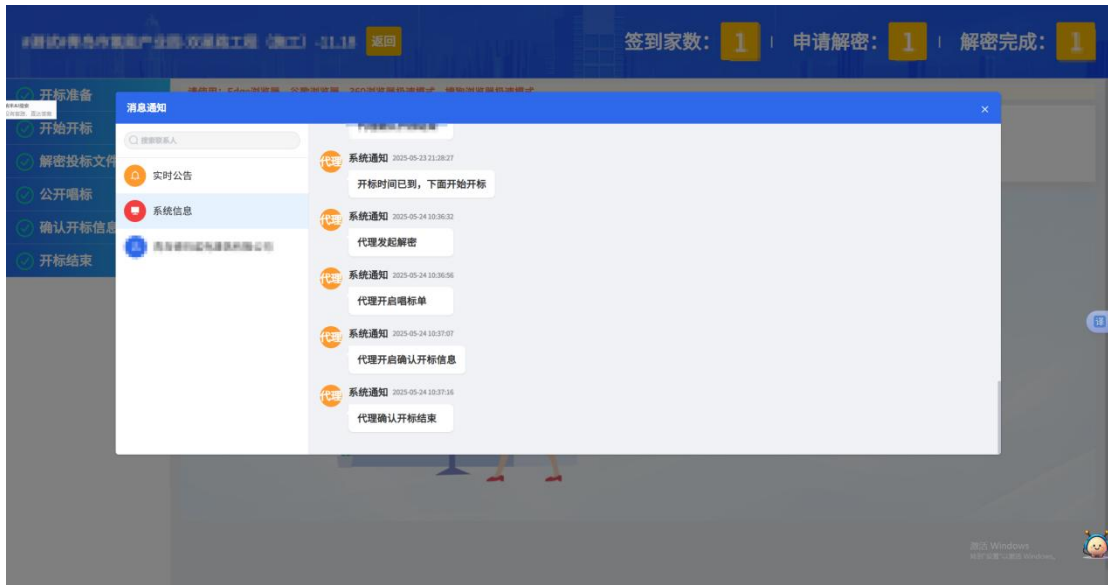 -11.18 返回 签到家数： 1 申请解密： 1 解密完成： 1
开标准备
开始开标
解密投标文件
公开唱标
确认开标信息
开标结束
消息通知
搜索联系人
实时公告
系统信息
系统通知 2025-05-23 21:28:27
开标时间已到，下面开始开标
系统通知 2025-05-24 10:36:32
代理发起解密
系统通知 2025-05-24 10:36:56
代理开启唱标单
系统通知 2025-05-24 10:37:07
代理开启确认开标信息
系统通知 2025-05-24 10:37:16
代理确认开标结束
代理
代理
代理
代理
代理
译
激活 Windows